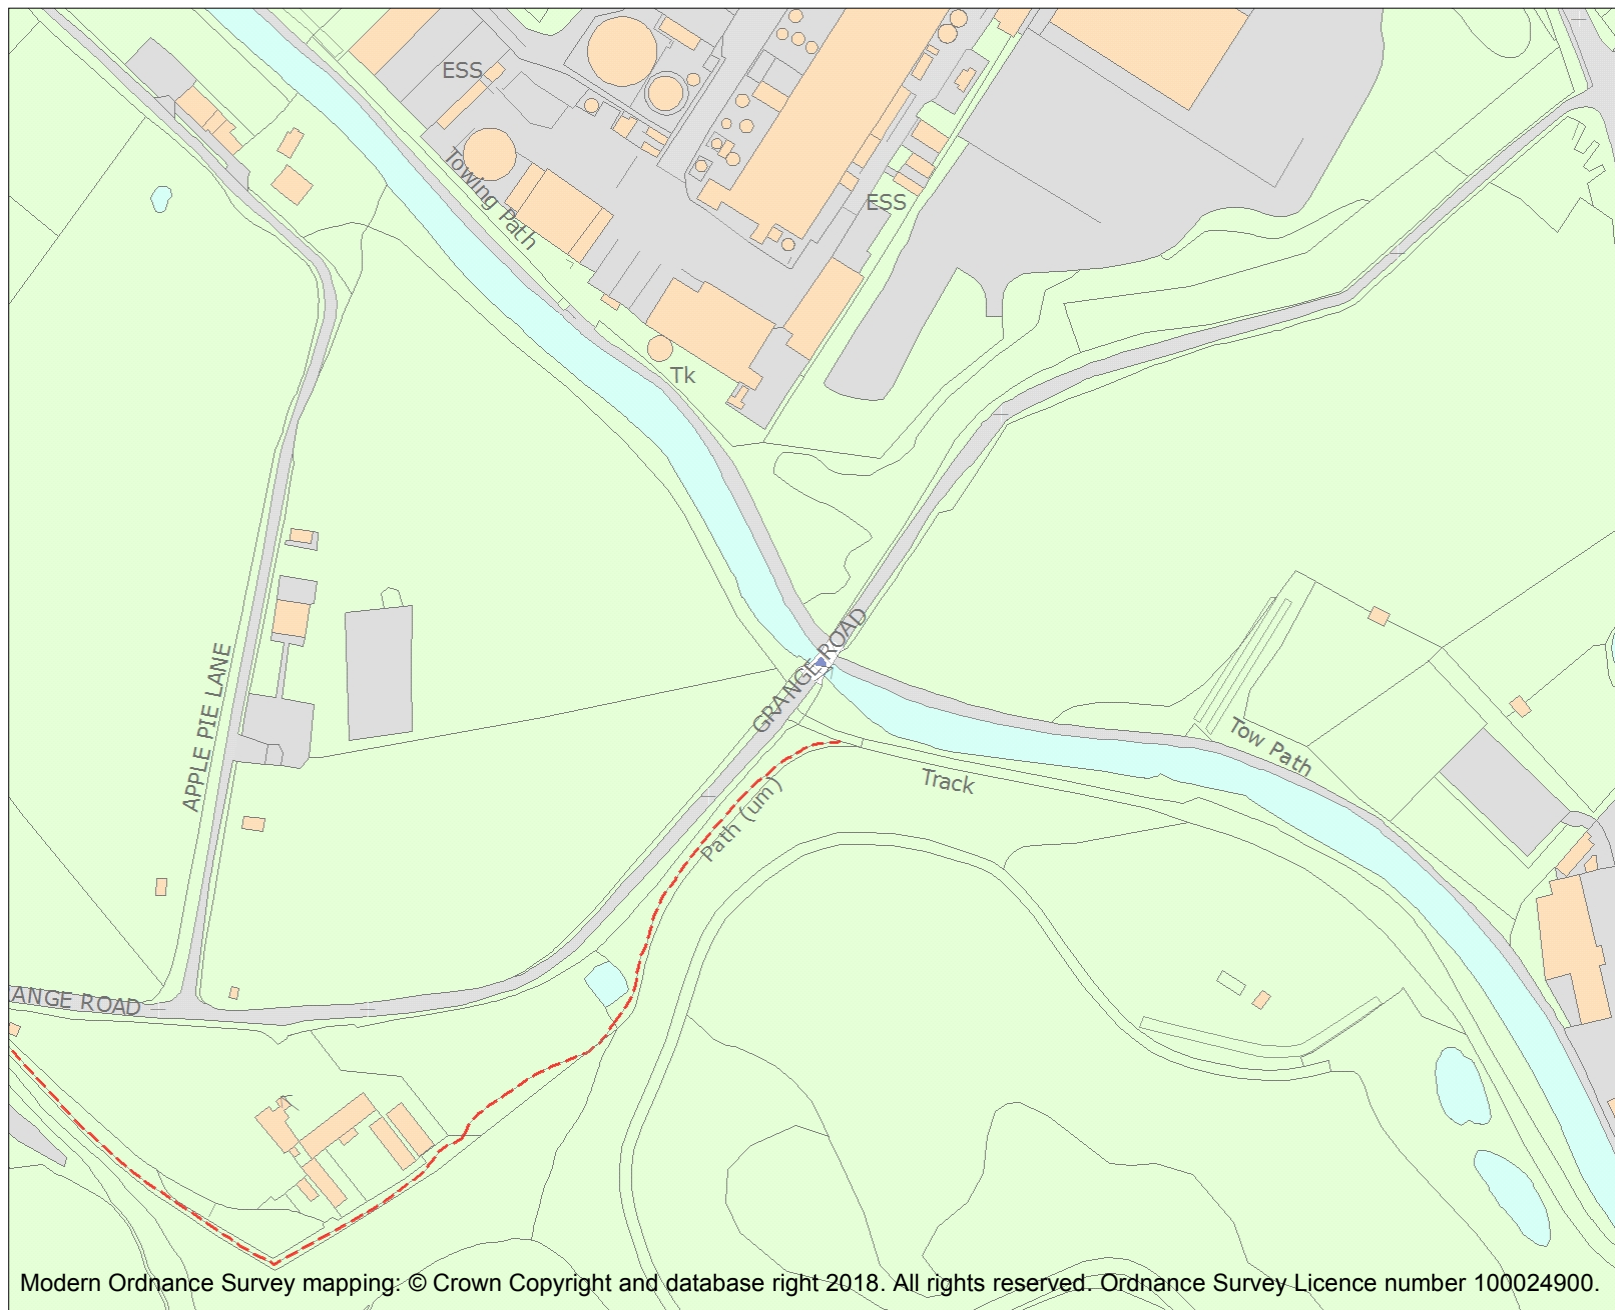 ESS
Towing Path
ESS
Tk
GRANGE ROAD
APPLE PIE LANE
Tow Path
Track
Path (um)
ANGE ROAD
Modern Ordnance Survey mapping: © Crown Copyright and database right 2018. All rights reserved. Ordnance Survey Licence number 100024900.